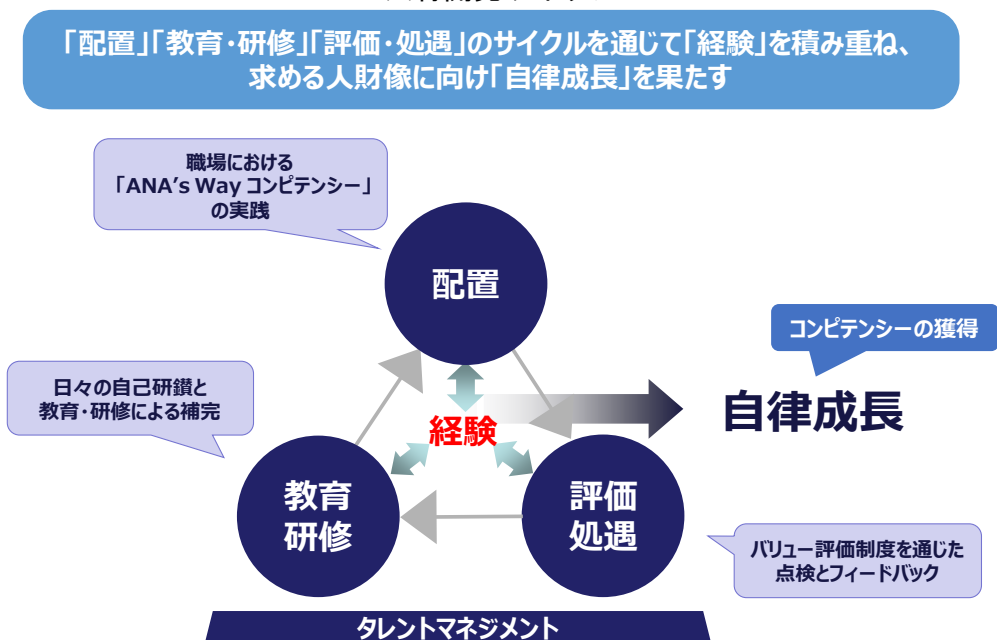 「配置」「教育・研修」「評価・処遇」のサイクルを通じて「経験」を積み重ね、
求める人財像に向け「自律成長」を果たす
職場における
「ANA’s Way コンピテンシー」
の実践
配置
コンピテンシーの獲得
日々の自己研鑽と
教育・研修による補完
経験
自律成長
教育
研修
評価
処遇
バリュー評価制度を通じた
点検とフィードバック
タレントマネジメント